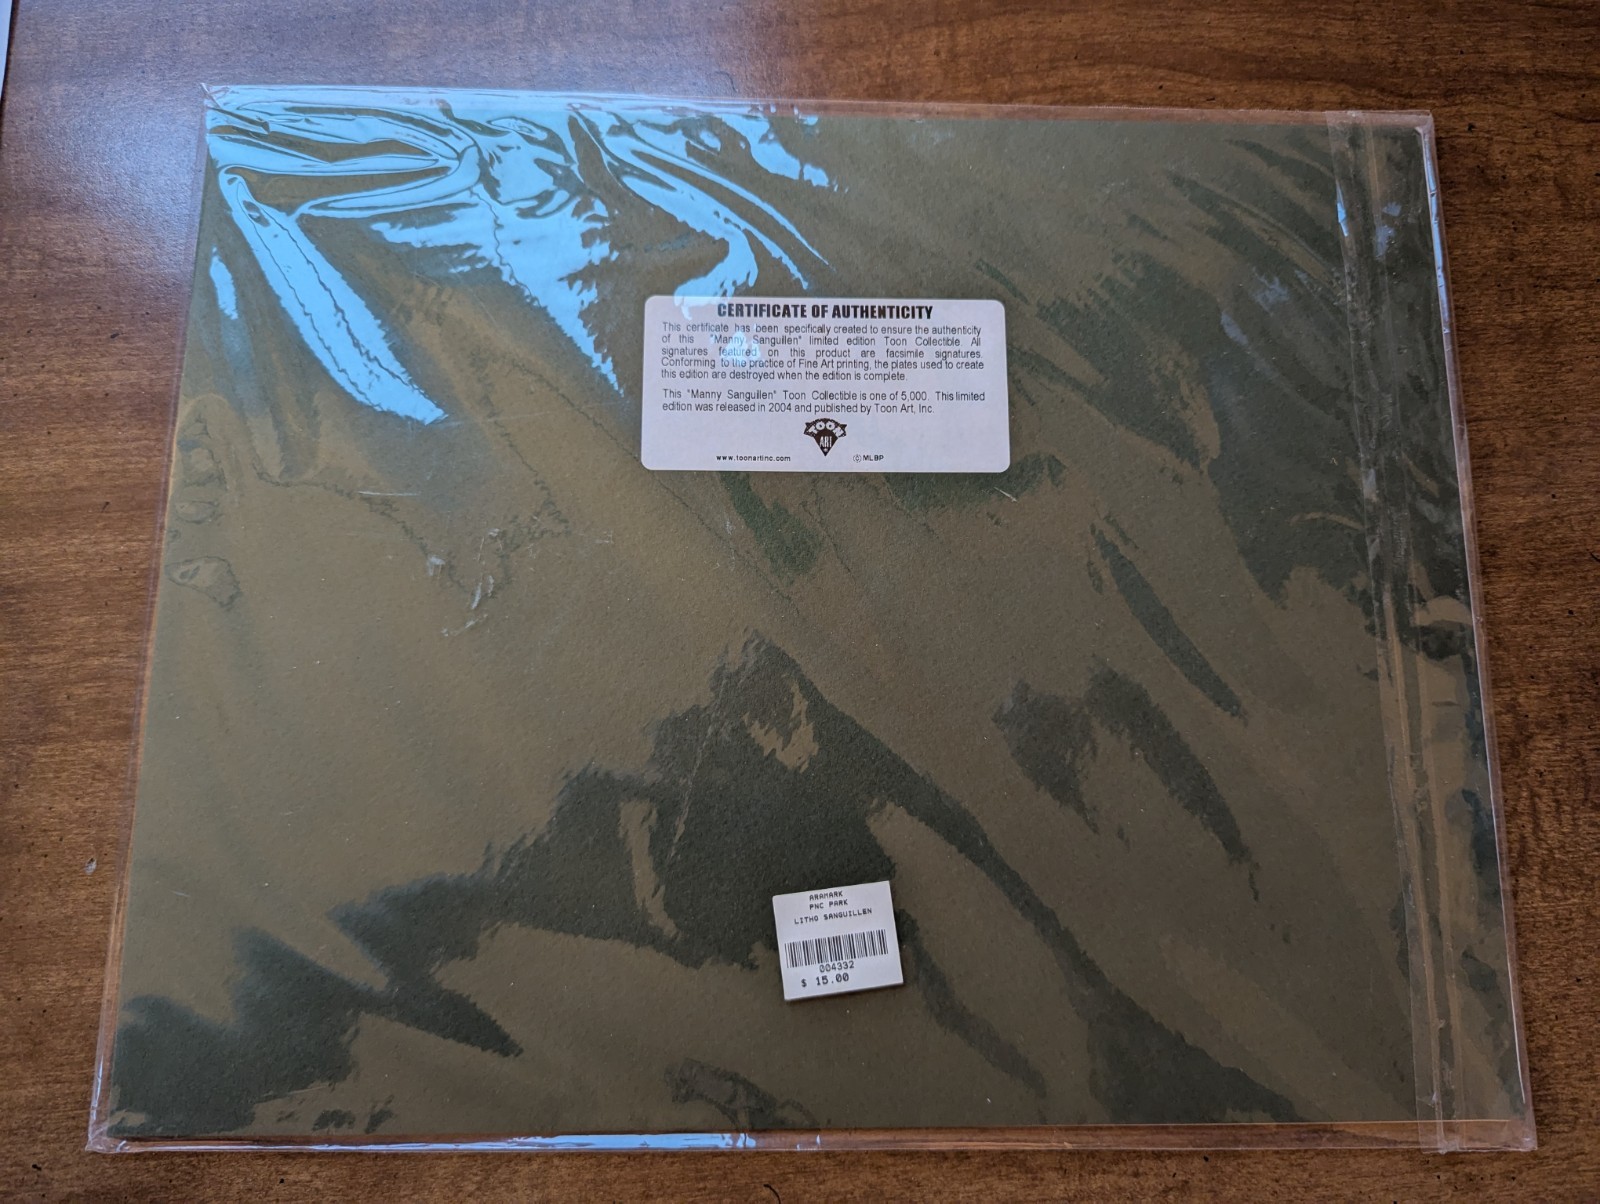 CERTIFICATE OF AUTHENTICITY
This certificate has been specifically created to ensure the authenticity
of this "Manny Sanguillen" limited edition Toon Collectible. All
signatures featured on this product are facsimile signatures.
Conforming to the practice of Fine Art printing, the plates used to create
this edition are destroyed when the edition is complete.
This "Manny Sanguillen" Toon Collectible is one of 5,000. This limited
edition was released in 2004 and published by Toon Art, Inc.
TOON
ART
www.toonartinc.com ©MLBP
ARAMARK
PNC PARK
LITHO SANGUILLEN
004332
$ 15.00